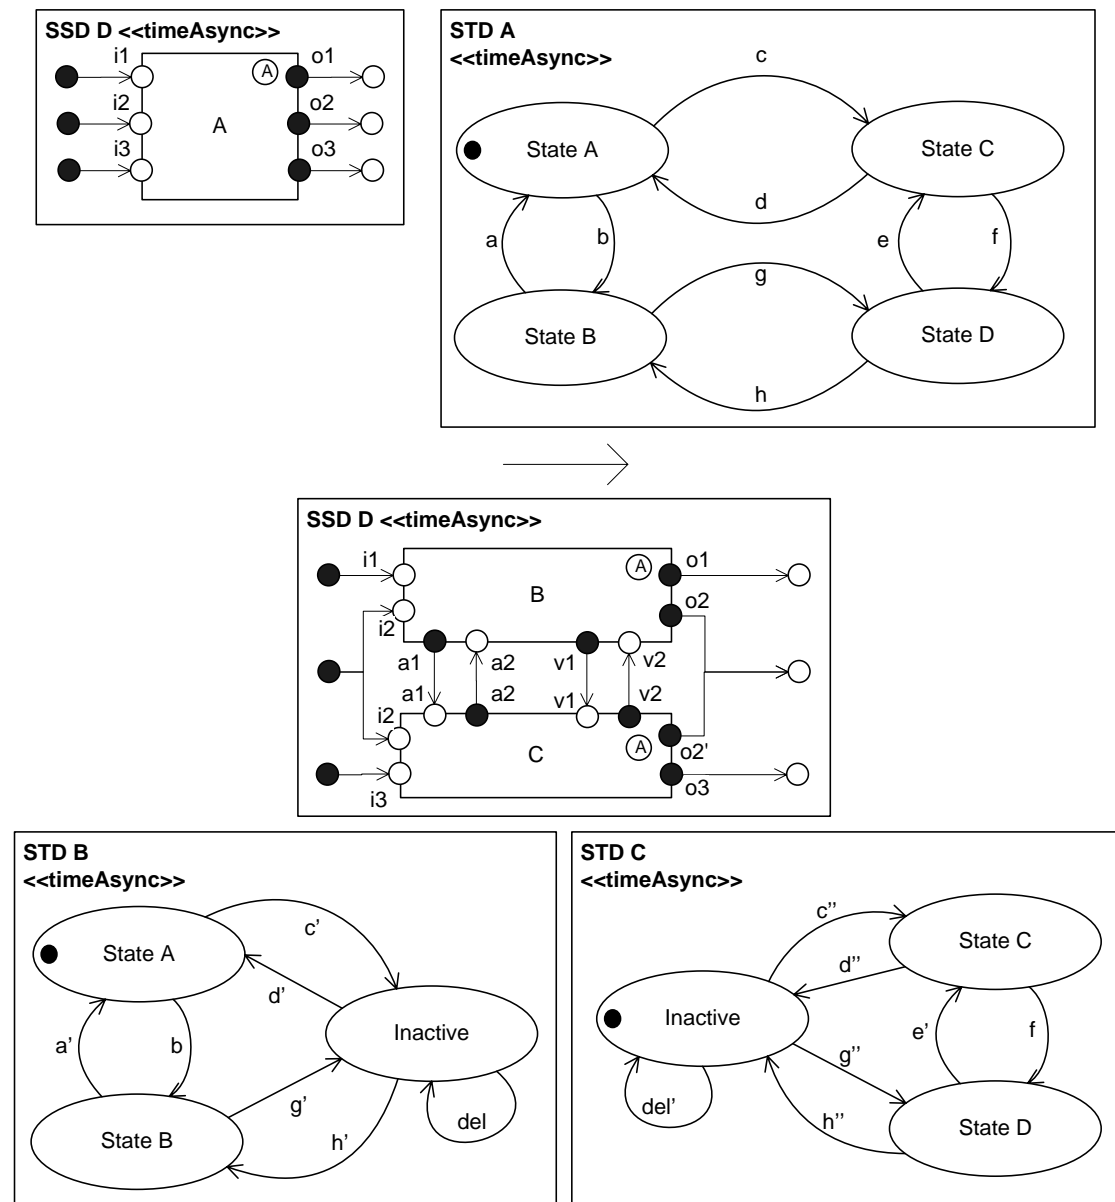 SSD D <<timeAsync>>
i1
A
o1
i2
A
o2
i3
o3
STD A
<<timeAsync>>
c
State A
State C
d
a
b
e
f
g
State B
State D
h
SSD D <<timeAsync>>
i1
A
o1
B
i2
o2
a1
a2
v1
v2
a1
a2
v1
v2
i2
C
A
o2'
i3
o3
STD B
<<timeAsync>>
c’
State A
d’
a’
b
Inactive
g’
h’
del
State B
STD C
<<timeAsync>>
c’’
State C
d’’
Inactive
e’
f
g’’
del’
h’’
State D